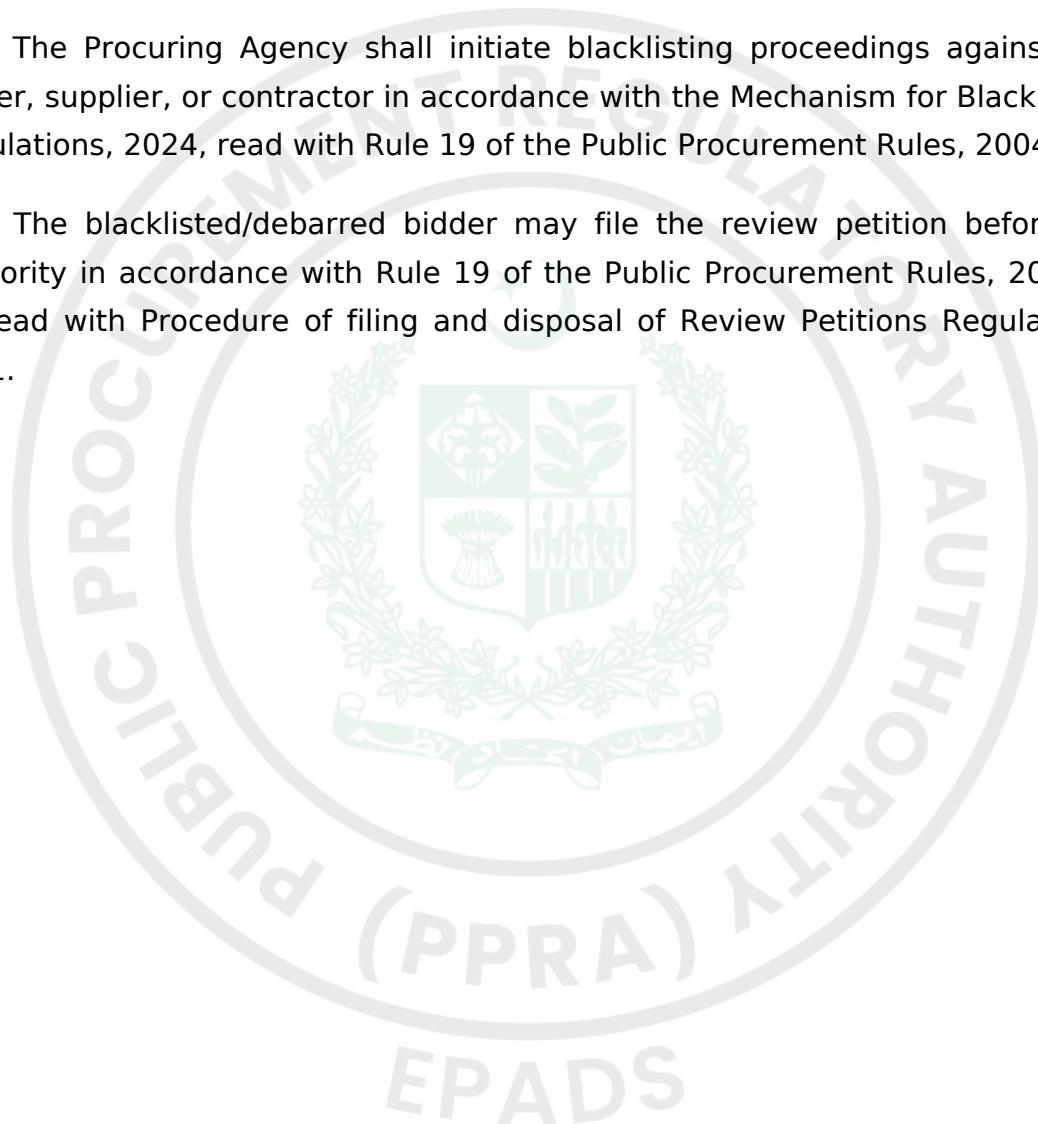 The Procuring Agency shall initiate blacklisting proceedings agains
er, supplier, or contractor in accordance with the Mechanism for Black
ulations, 2024, read with Rule 19 of the Public Procurement Rules, 2004
The blacklisted/debarred bidder may file the review petition befor
ority in accordance with Rule 19 of the Public Procurement Rules, 20
ead with Procedure of filing and disposal of Review Petitions Regula
.
PUBLIC PROCUREMENT REGULATORY AUTHORITY
(PPRA)
EPADS